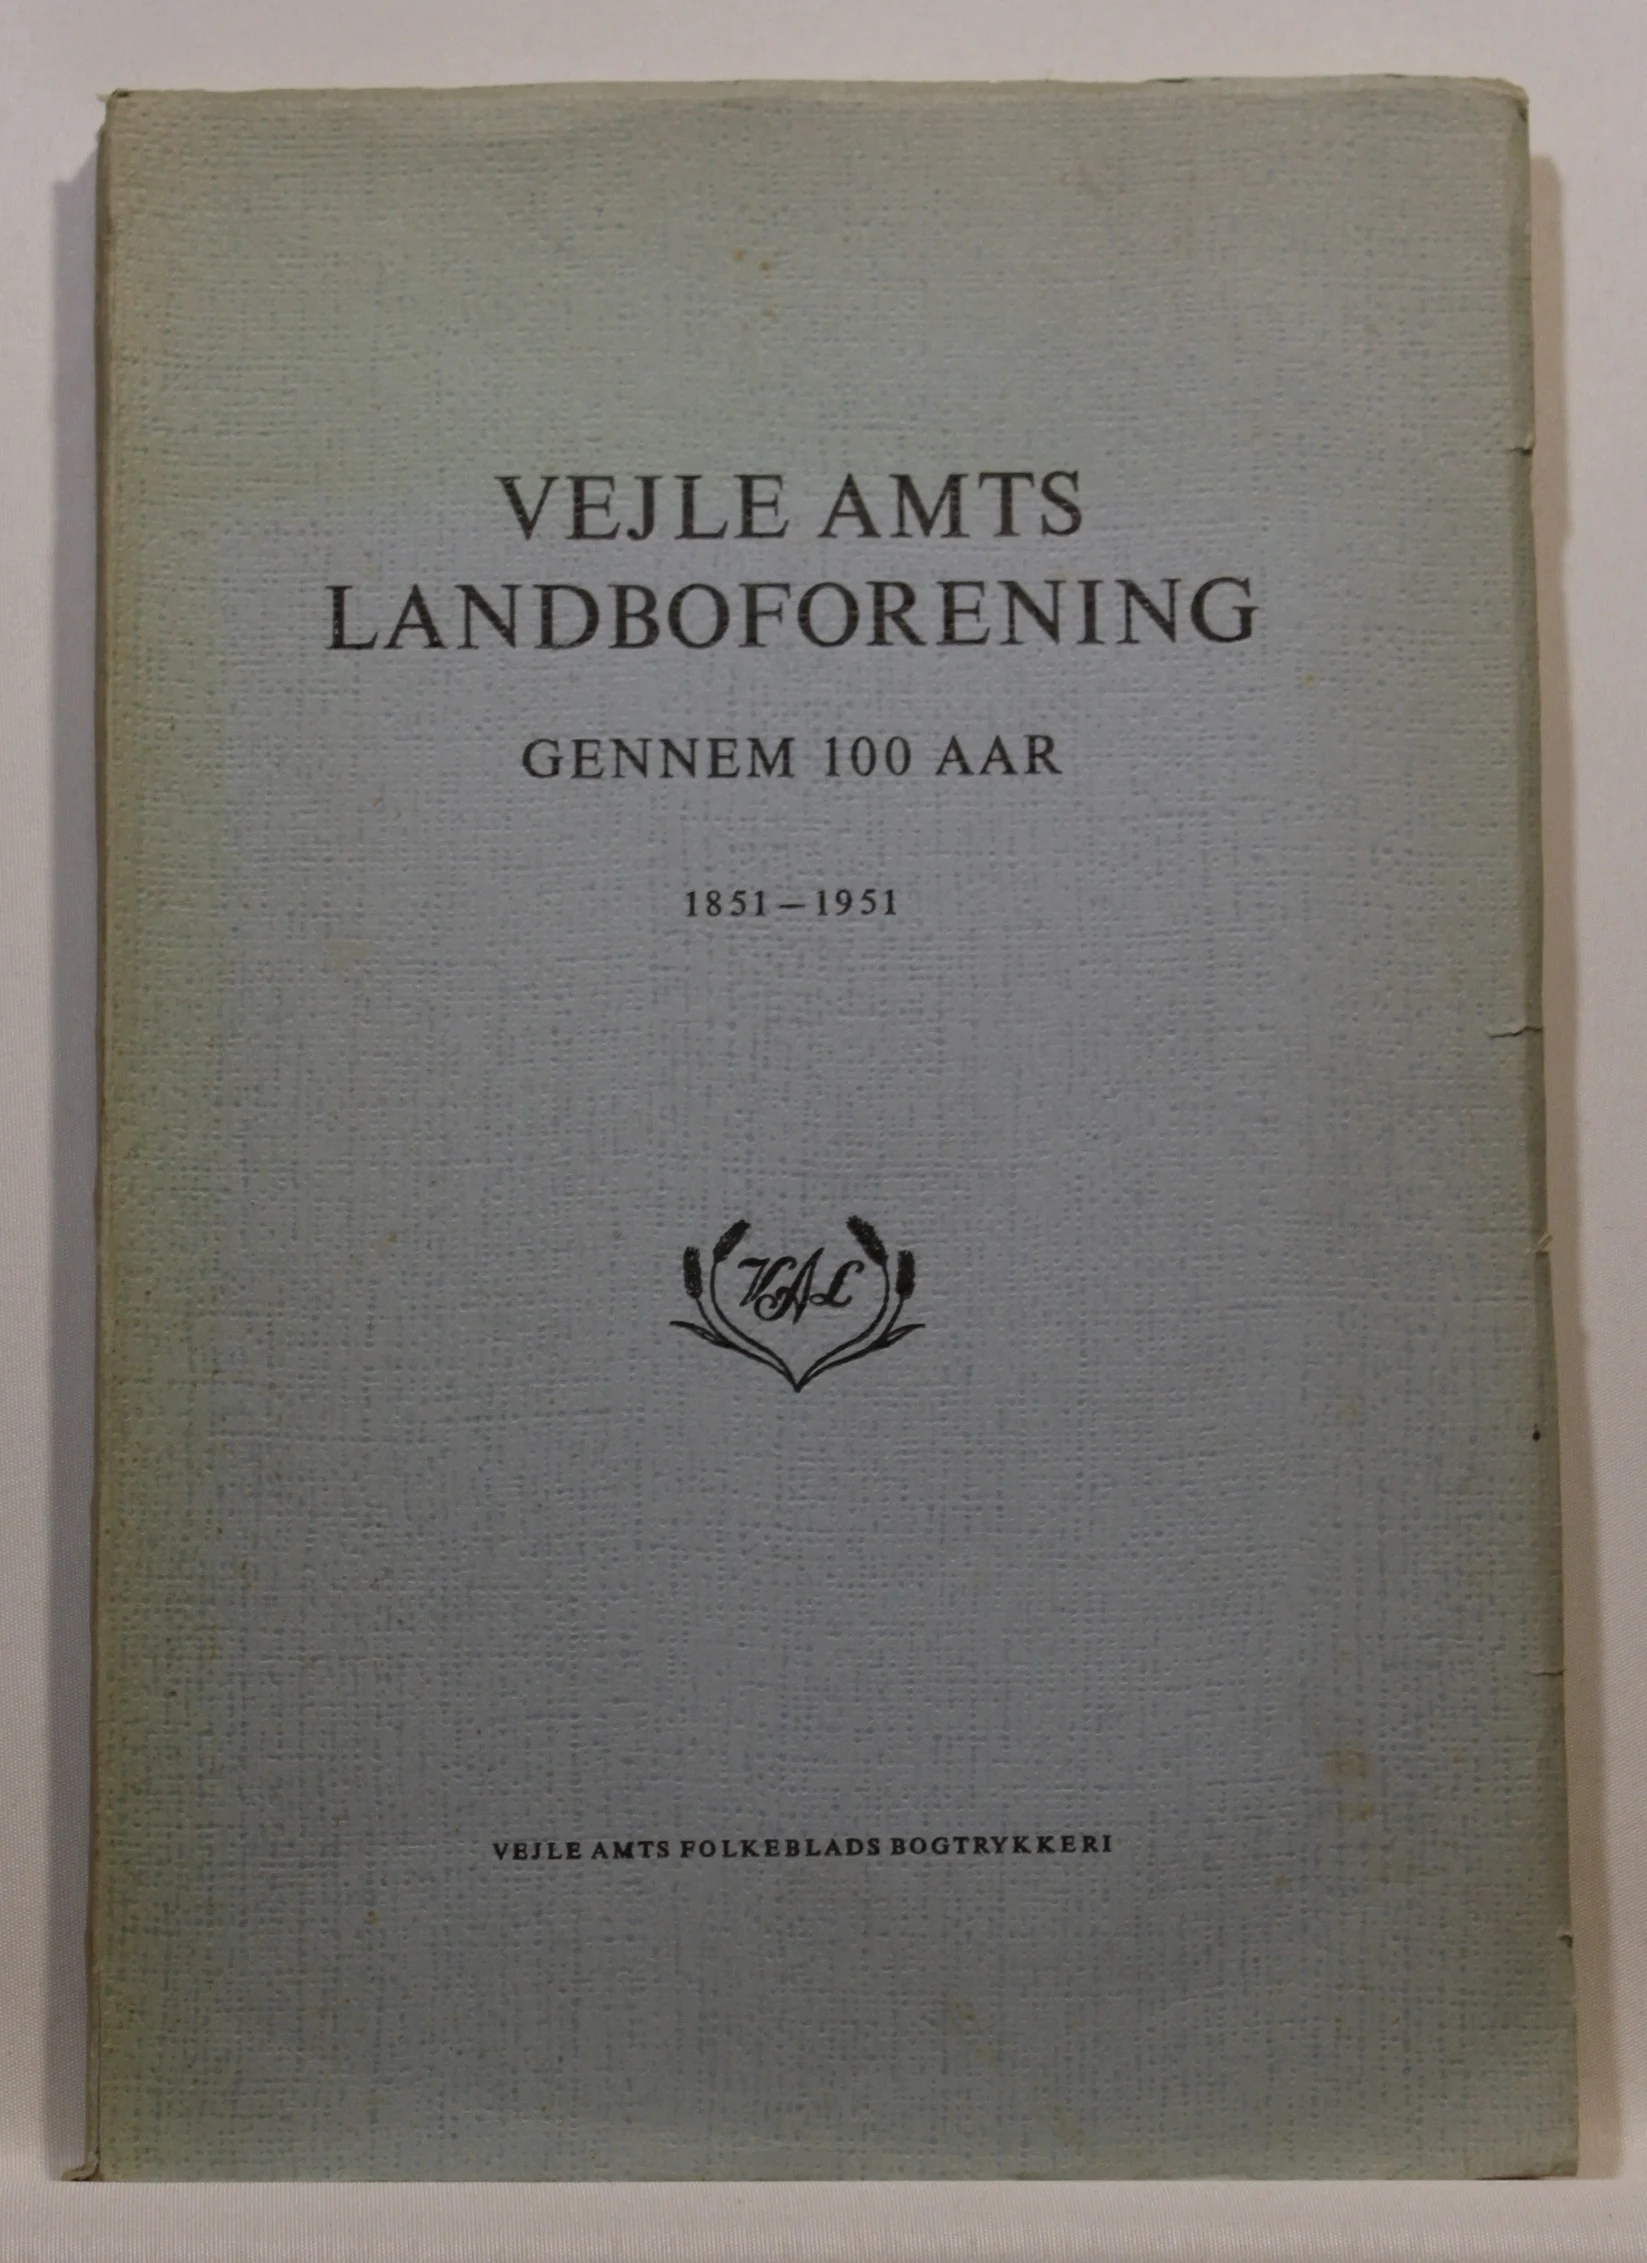 VEJLE AMTS
LANDBOFORENING
GENNEM 100 AAR
1851–1951
VAL
VEJLE AMTS FOLKEBLADS BOGTRYKKERI